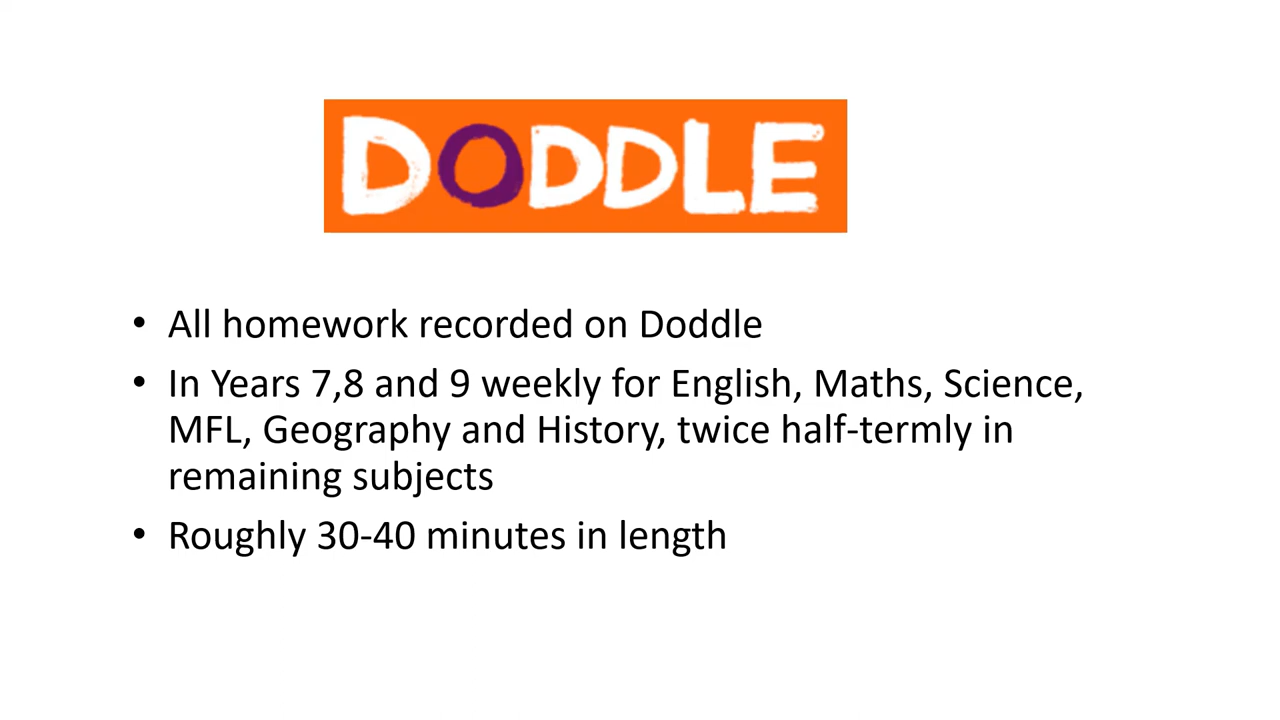 DODDLE
• All homework recorded on Doddle
• In Years 7,8 and 9 weekly for English, Maths, Science,
MFL, Geography and History, twice half-termly in
remaining subjects
• Roughly 30-40 minutes in length